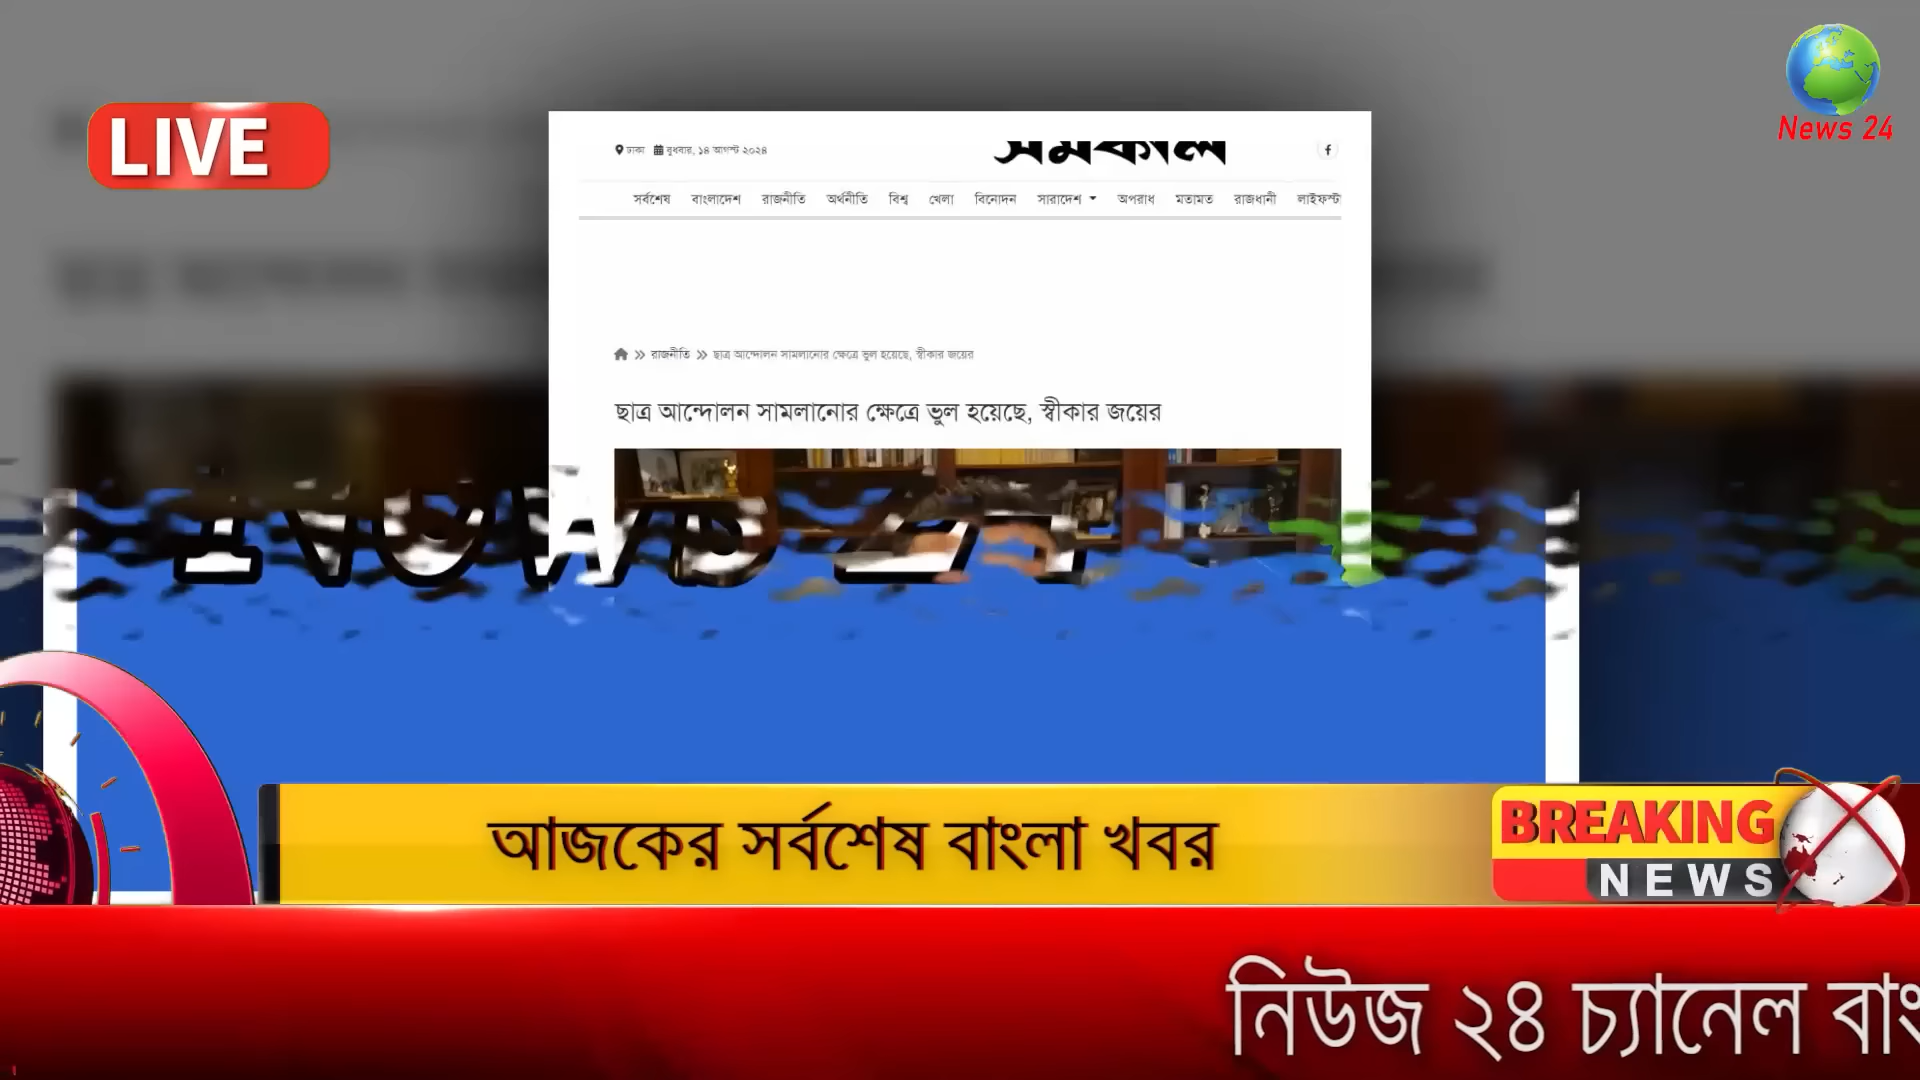 LIVE
News 24
ঢাকা বুধবার, ১৪ আগস্ট ২০২৪
সমকাল
সর্বশেষ বাংলাদেশ রাজনীতি অর্থনীতি বিশ্ব খেলা বিনোদন সারাদেশ অপরাধ মতামত রাজধানী লাইফস্টা
রাজনীতি ছাত্র আন্দোলন সামলানোর ক্ষেত্রে ভুল হয়েছে, স্বীকার জয়ের
ছাত্র আন্দোলন সামলানোর ক্ষেত্রে ভুল হয়েছে, স্বীকার জয়ের
আজকের সর্বশেষ বাংলা খবর
BREAKING
NEWS
নিউজ ২৪ চ্যানেল বাং